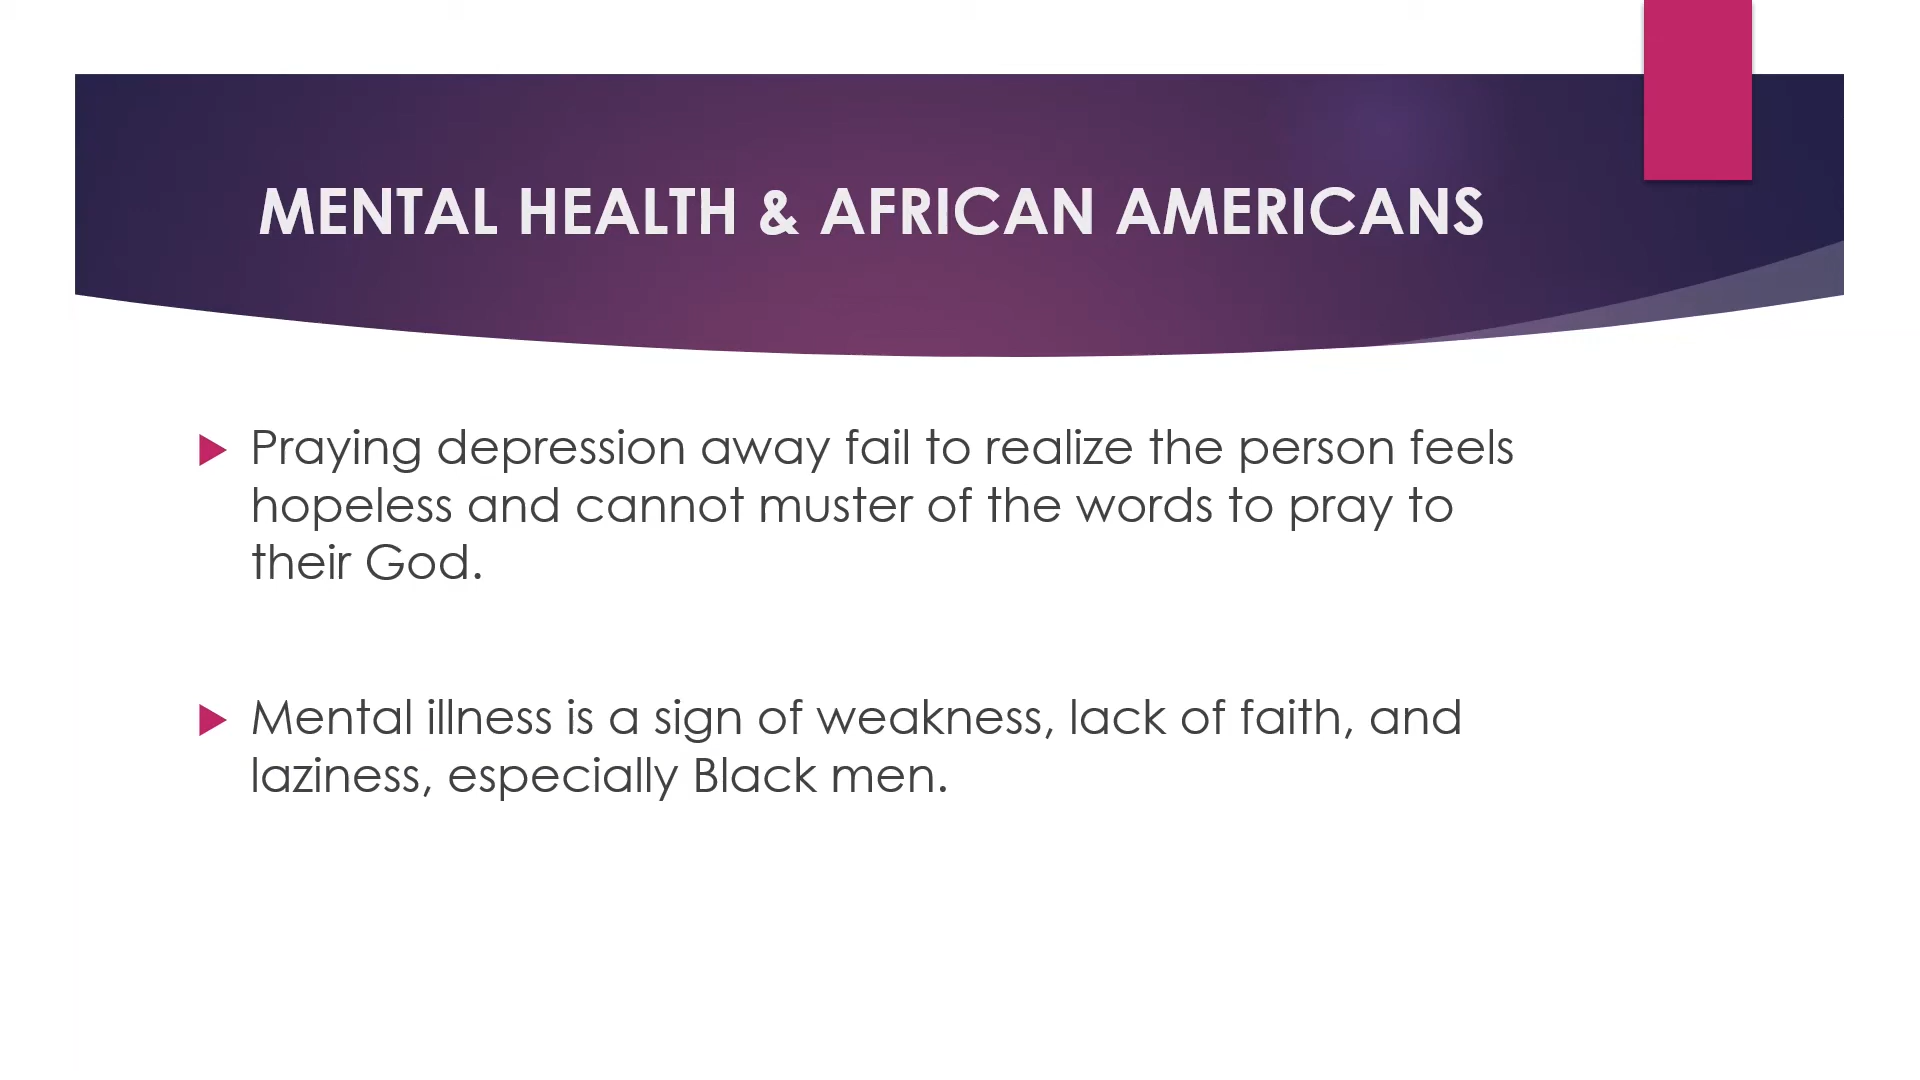 MENTAL HEALTH & AFRICAN AMERICANS
Praying depression away fail to realize the person feels
hopeless and cannot muster of the words to pray to
their God.
Mental illness is a sign of weakness, lack of faith, and
laziness, especially Black men.